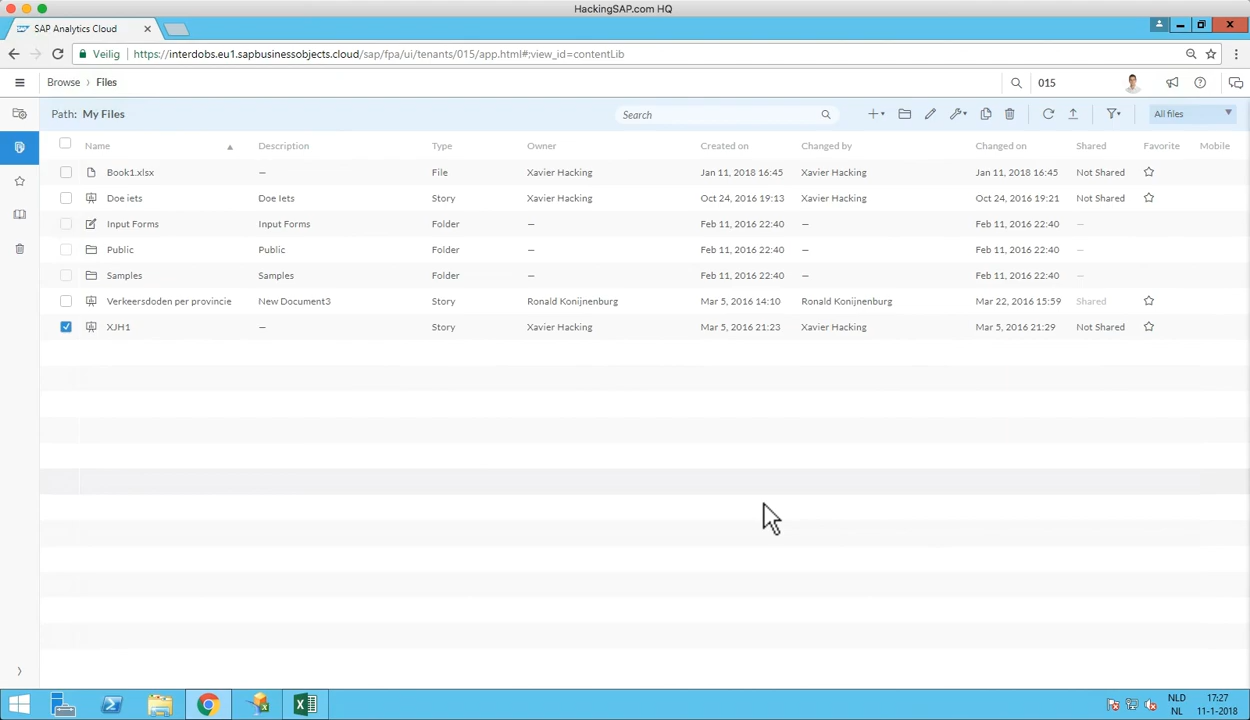 HackingSAP.com HQ
SAP Analytics Cloud
Veilig https://interdobs.eu1.sapbusinessobjects.cloud/sap/fpa/ui/tenants/015/app.html#;view_id=contentLib
Browse › Files 015
Path: My Files Search All files
Name Description Type Owner Created on Changed by Changed on Shared Favorite Mobile
Book1.xlsx — File Xavier Hacking Jan 11, 2018 16:45 Xavier Hacking Jan 11, 2018 16:45 Not Shared
Doe iets Doe Iets Story Xavier Hacking Oct 24, 2016 19:13 Xavier Hacking Oct 24, 2016 19:21 Not Shared
Input Forms Input Forms Folder — Feb 11, 2016 22:40 — Feb 11, 2016 22:40 —
Public Public Folder — Feb 11, 2016 22:40 — Feb 11, 2016 22:40 —
Samples Samples Folder — Feb 11, 2016 22:40 — Feb 11, 2016 22:40 —
Verkeersdoden per provincie New Document3 Story Ronald Konijnenburg Mar 5, 2016 14:10 Ronald Konijnenburg Mar 22, 2016 15:59 Shared
XJH1 — Story Xavier Hacking Mar 5, 2016 21:23 Xavier Hacking Mar 5, 2016 21:29 Not Shared
NLD 17:27
NL 11-1-2018